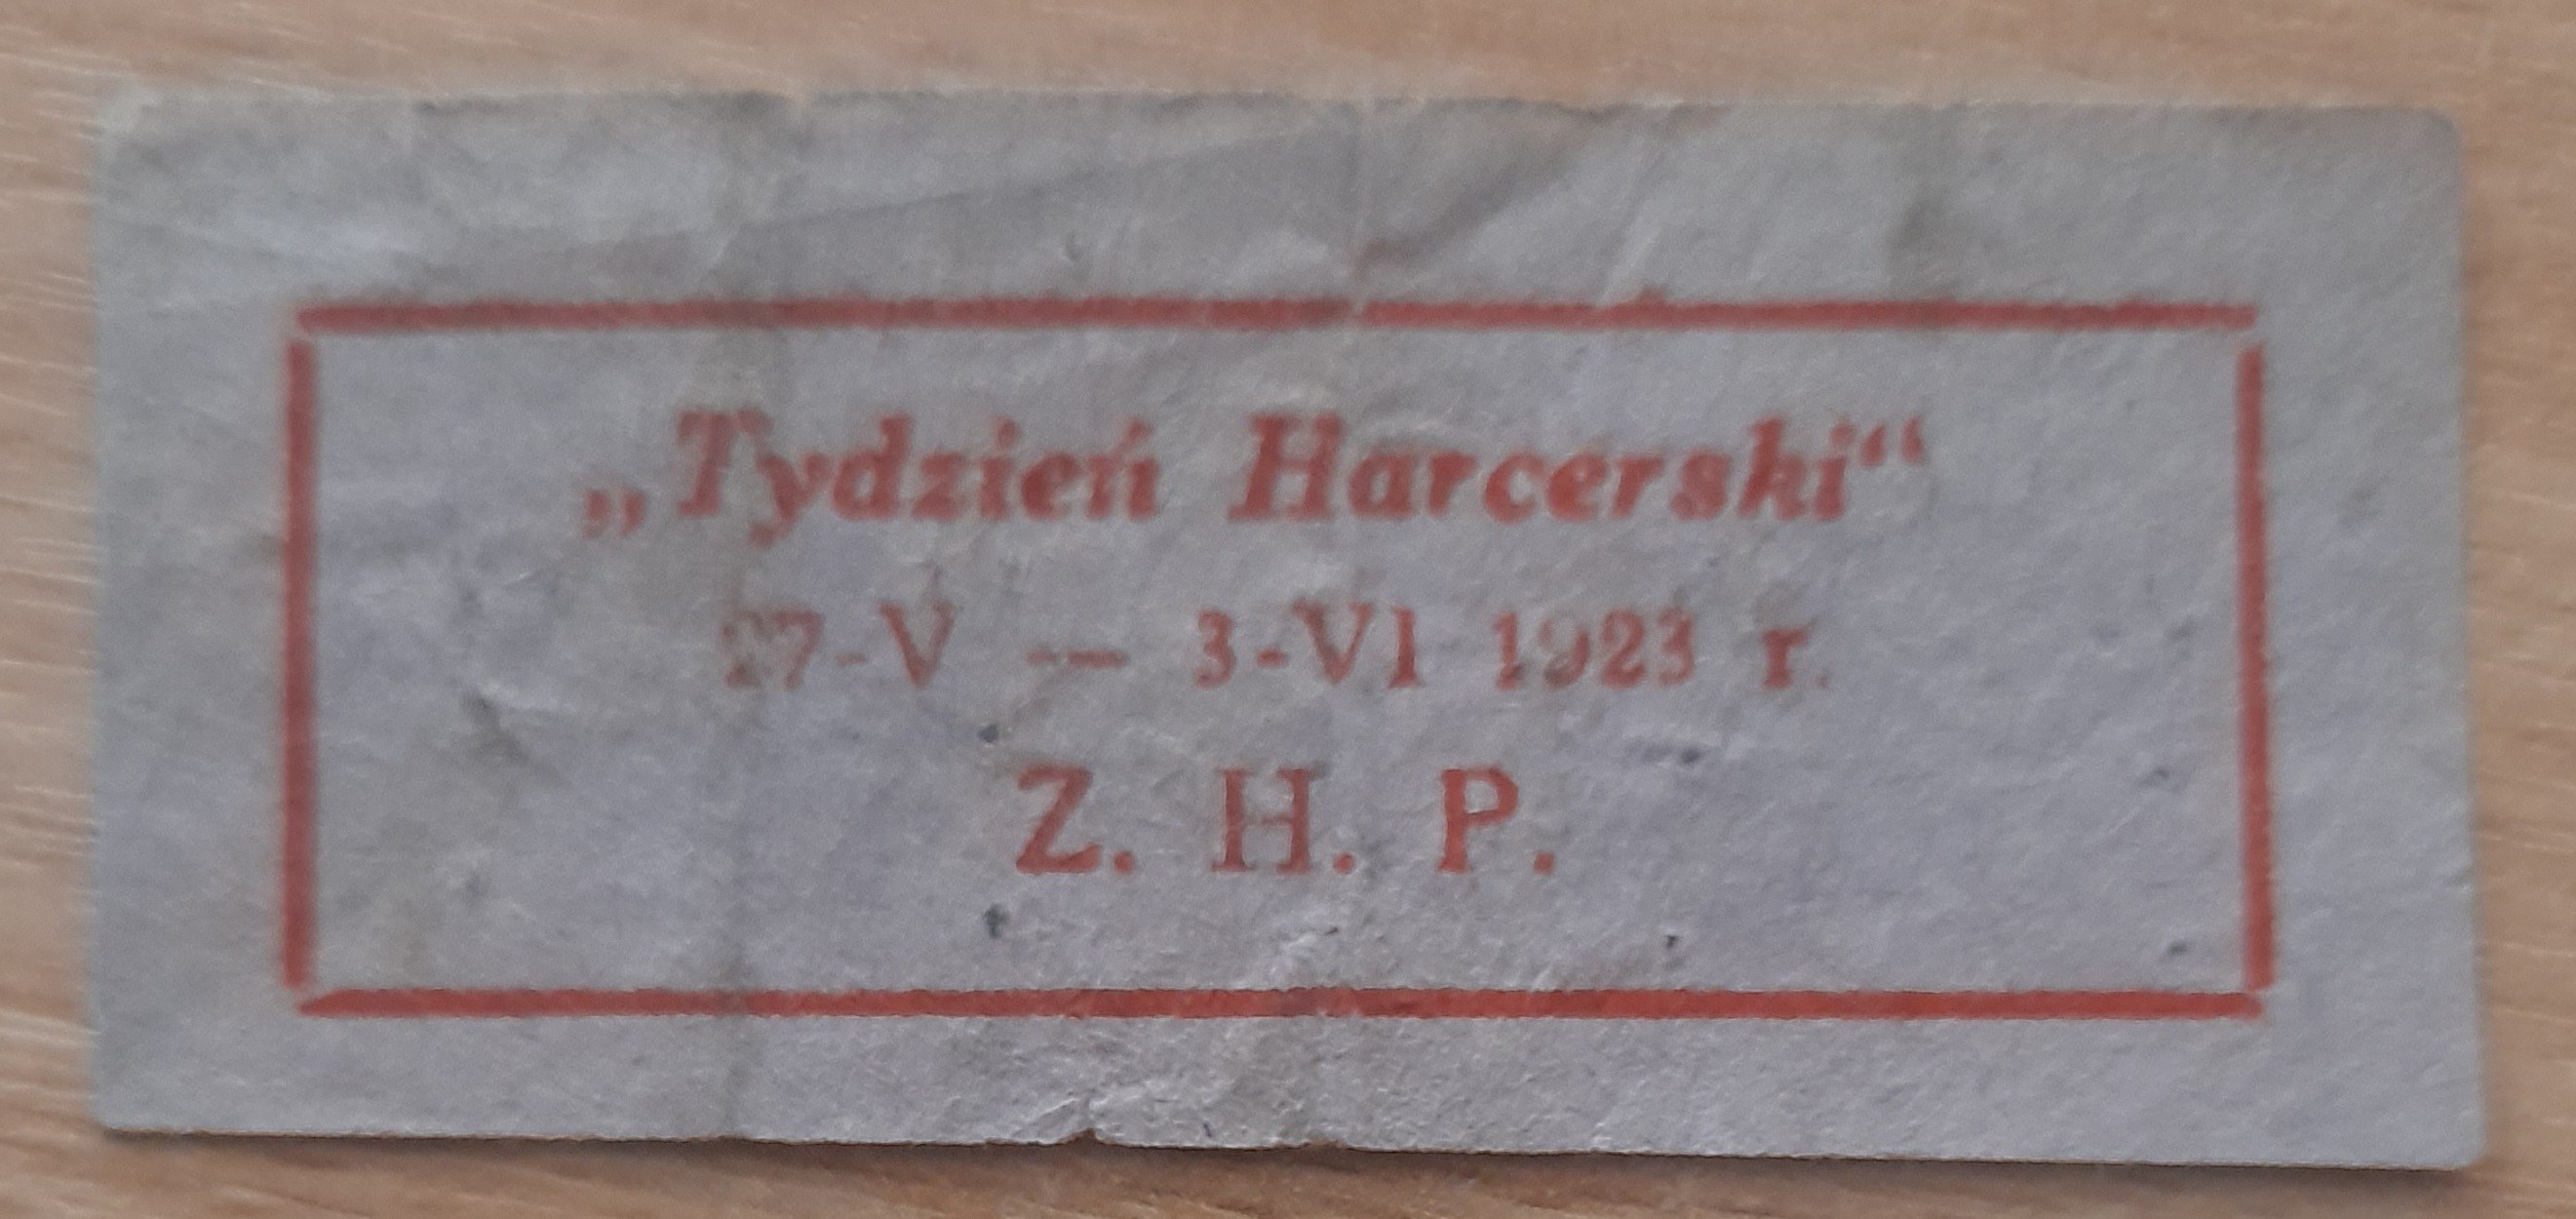 „Tydzień Harcerski“
27-V — 3-VI 1923 r.
Z. H. P.